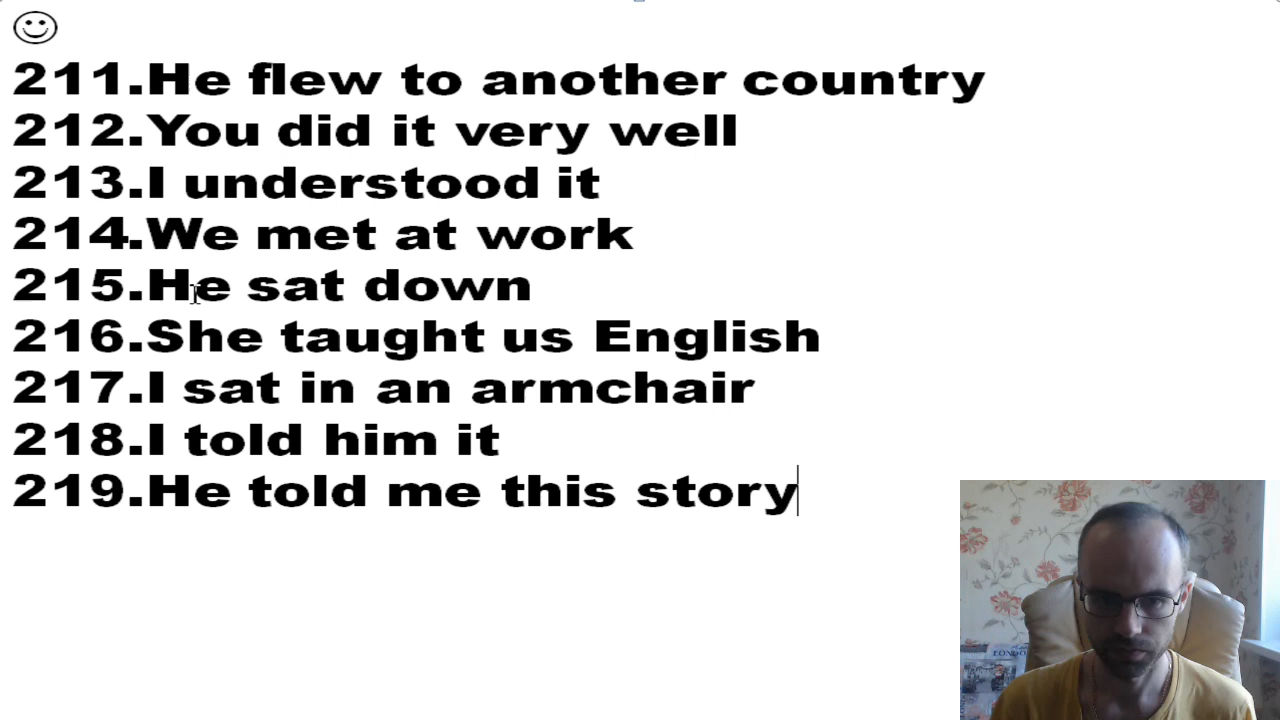 211.He flew to another country
212.You did it very well
213.I understood it
214.We met at work
215.He sat down
216.She taught us English
217.I sat in an armchair
218.I told him it
219.He told me this story
LONDON